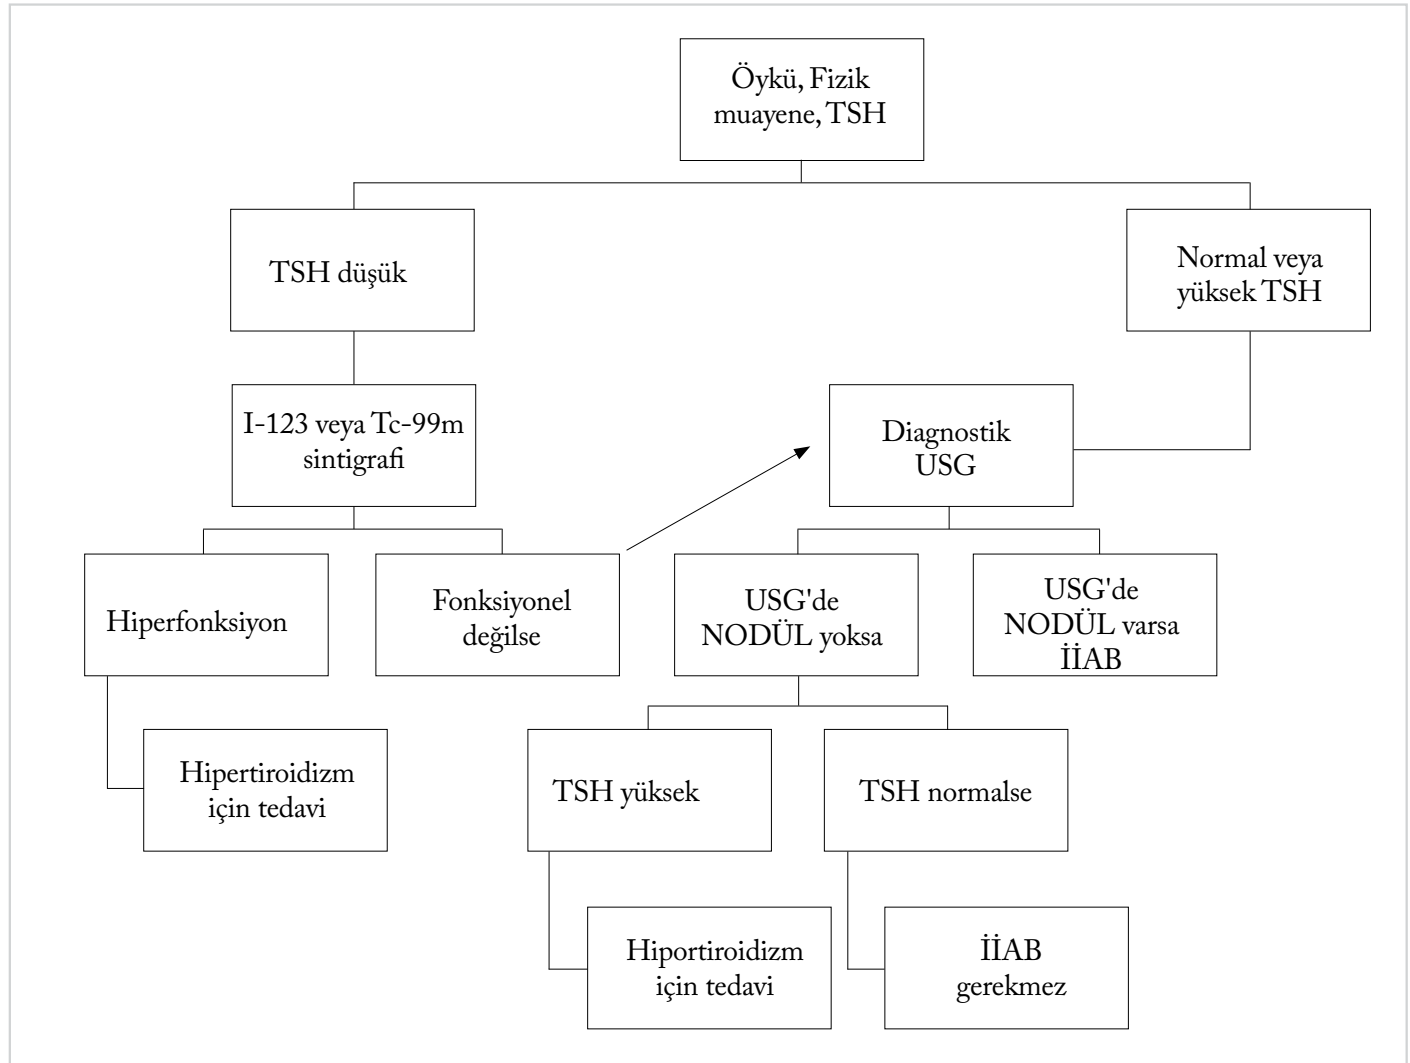 Öykü, Fizik
muayene, TSH
TSH düşük
Normal veya
yüksek TSH
I-123 veya Tc-99m
sintigrafi
Diagnostik
USG
Hiperfonksiyon
Fonksiyonel
değilse
USG'de
NODÜL yoksa
USG'de
NODÜL varsa
İİAB
Hipertiroidizm
için tedavi
TSH yüksek
TSH normalse
Hiportiroidizm
için tedavi
İİAB
gerekmez